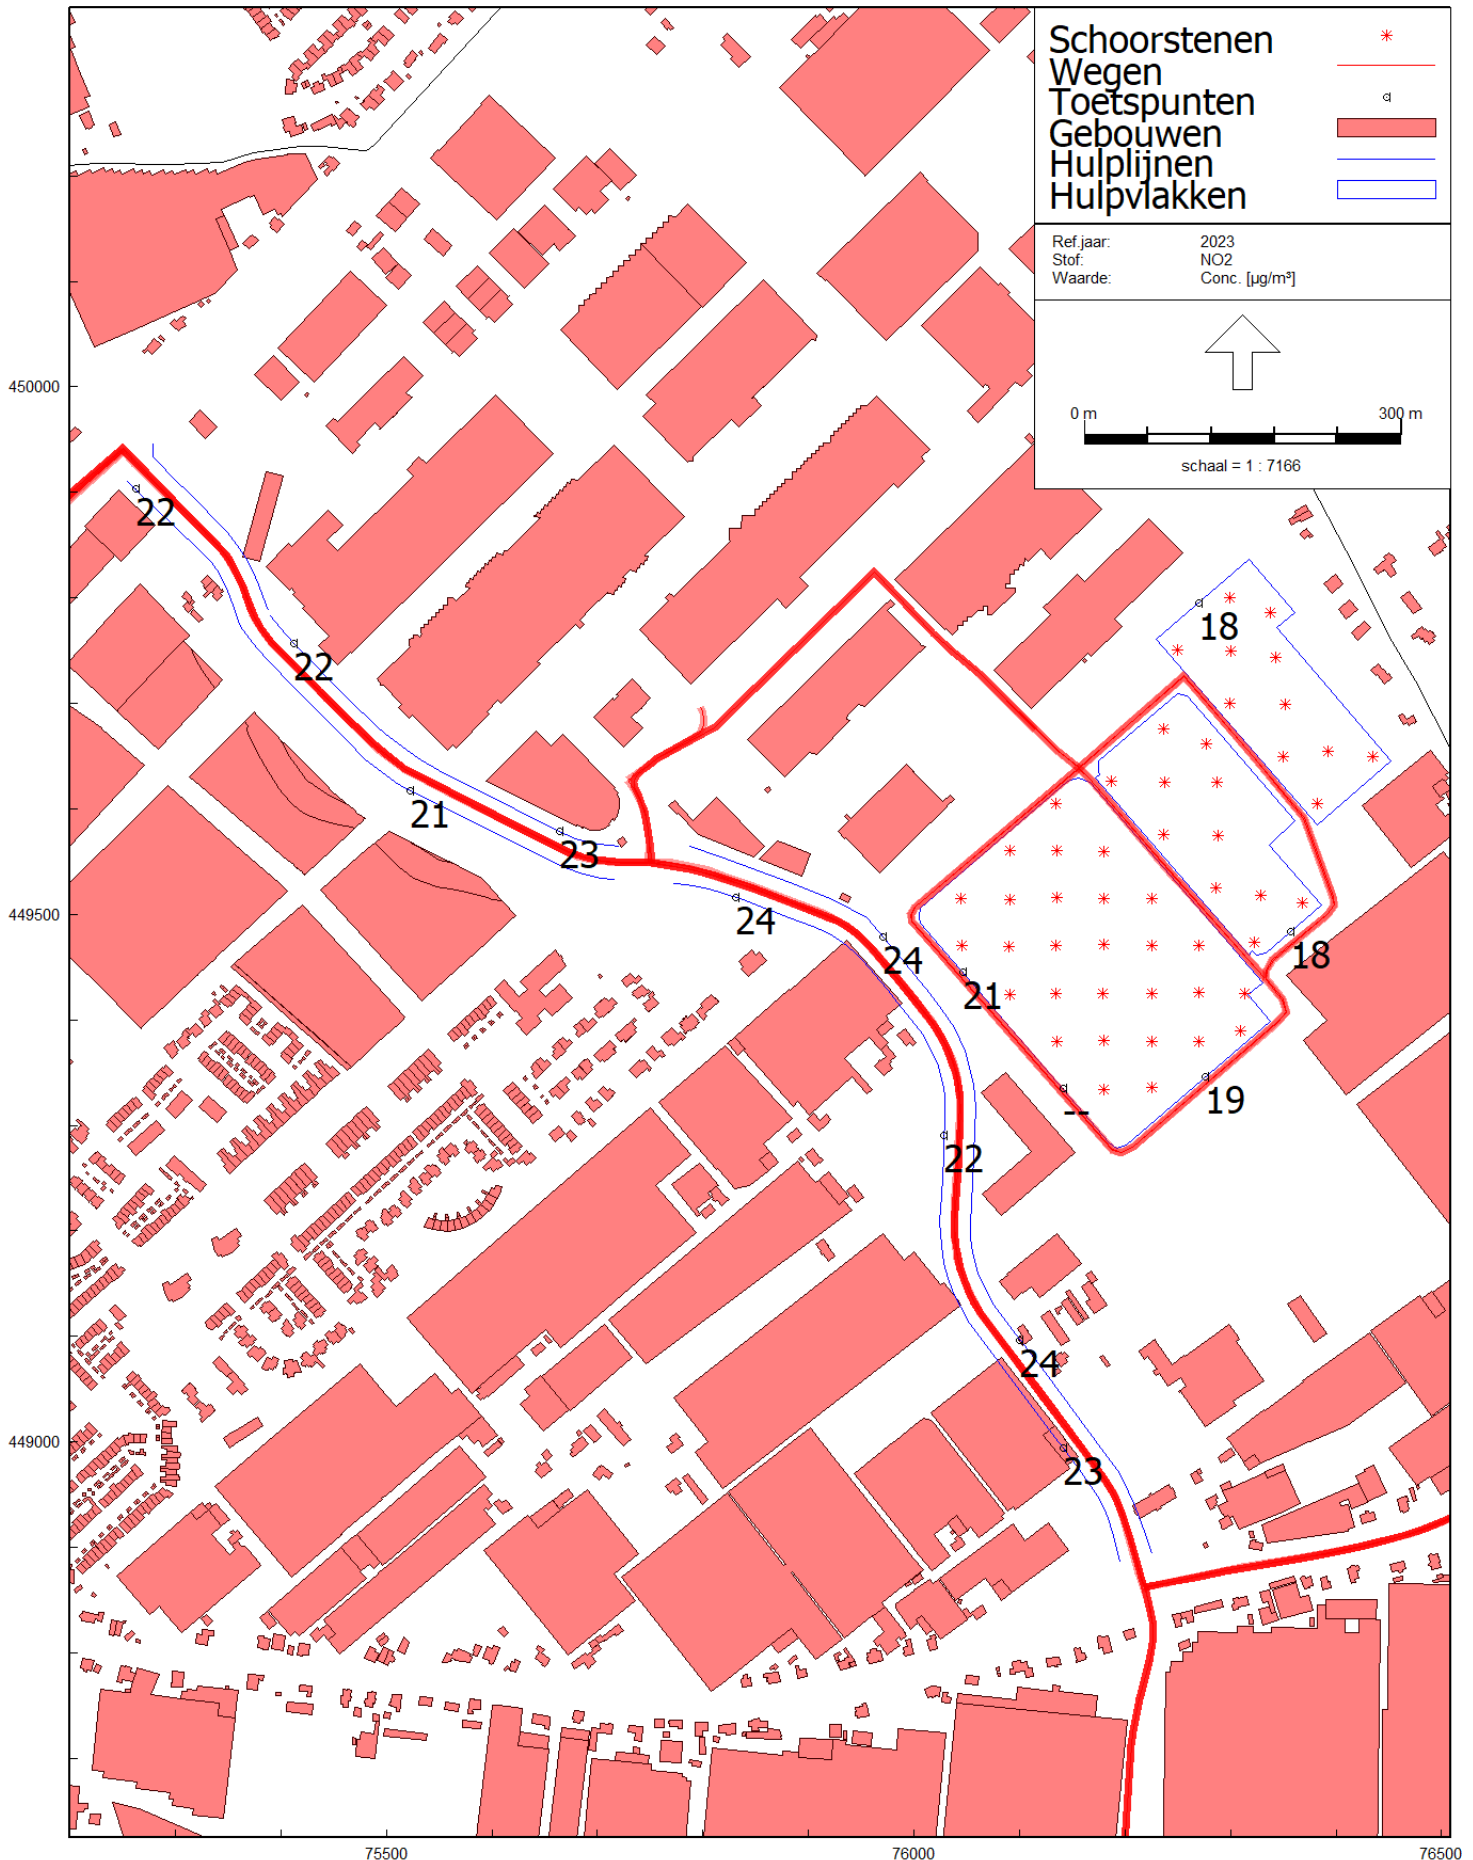 Schoorstenen
Wegen
Toetspunten
Gebouwen
Hulplijnen
Hulpvlakken
Ref.jaar: 2023
Stof: NO2
Waarde: Conc. [µg/m³]
0 m 300 m
schaal = 1 : 7166
450000
22
18
22
21
23
449500
24
24
18
21
19
--
22
24
449000
23
75500 76000 76500